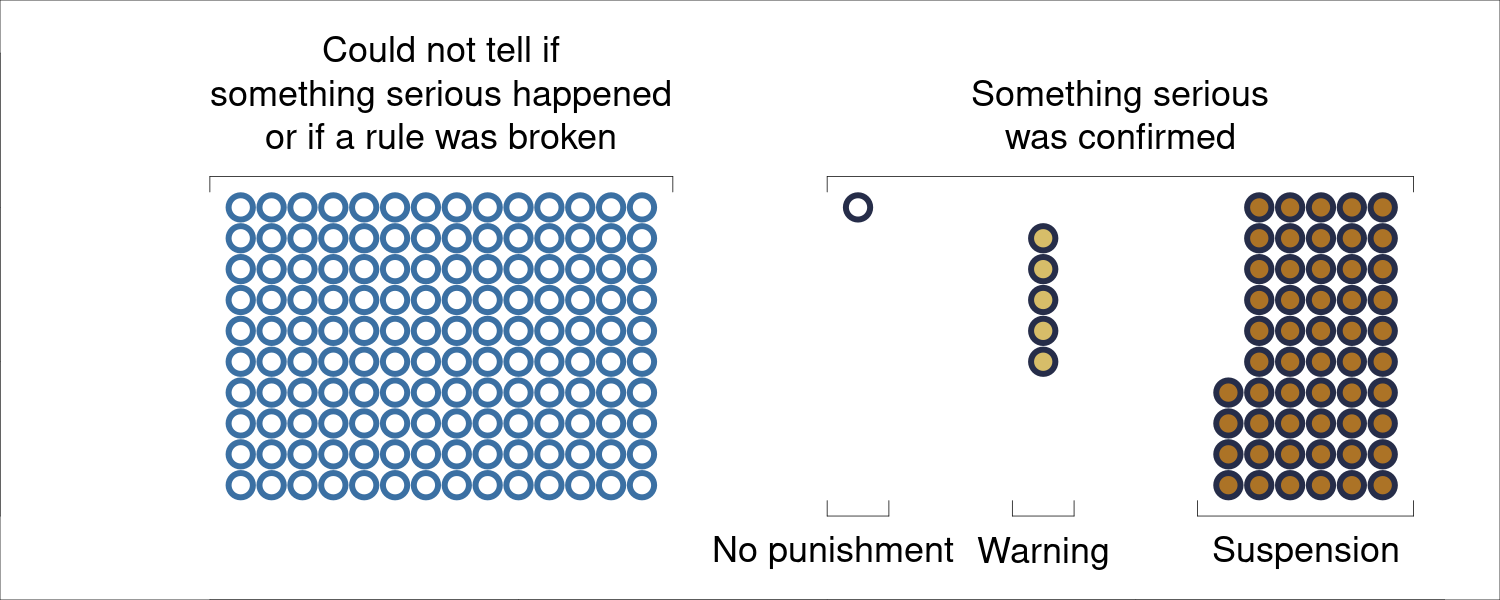 Could not tell if
something serious happened
or if a rule was broken
Something serious
was confirmed
No punishment
Warning
Suspension